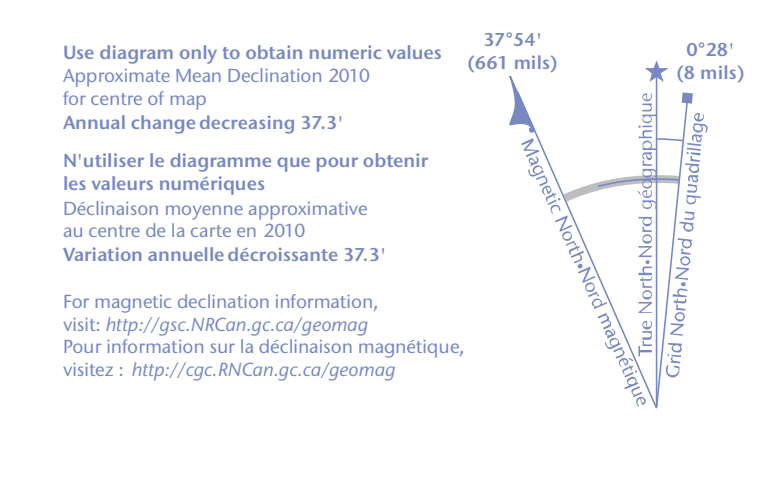 Use diagram only to obtain numeric values
Approximate Mean Declination 2010
for centre of map
Annual change decreasing 37.3'
N'utiliser le diagramme que pour obtenir
les valeurs numériques
Déclinaison moyenne approximative
au centre de la carte en 2010
Variation annuelle décroissante 37.3'
For magnetic declination information,
visit: http://gsc.NRCan.gc.ca/geomag
Pour information sur la déclinaison magnétique,
visitez : http://cgc.RNCan.gc.ca/geomag
37°54'
(661 mils)
0°28'
(8 mils)
Magnetic North•Nord magnétique
True North•Nord géographique
Grid North•Nord du quadrillage